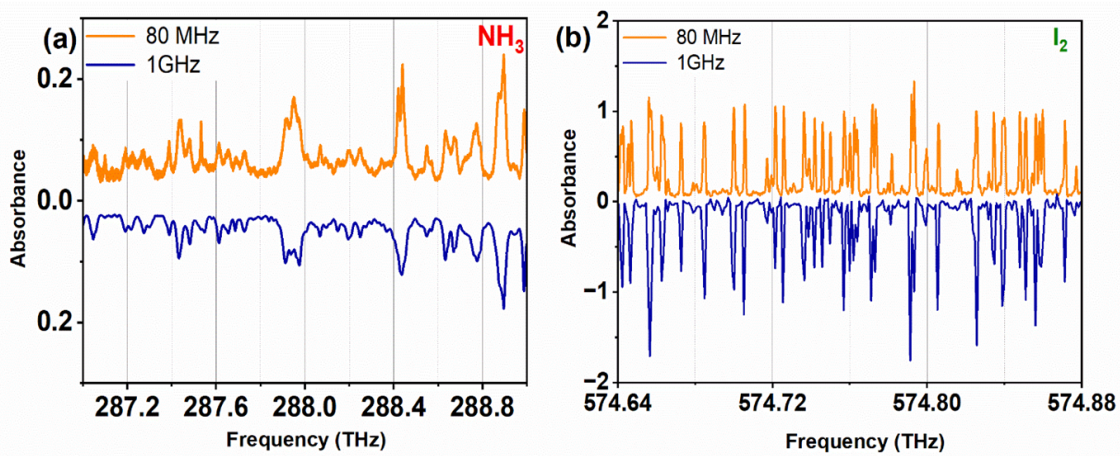 (a)
80 MHz
1GHz
NH3
0.2
0.0
0.2
Absorbance
287.2 287.6 288.0 288.4 288.8
Frequency (THz)
(b)
80 MHz
1GHz
I2
2
1
0
−1
−2
Absorbance
574.64 574.72 574.80 574.88
Frequency (THz)